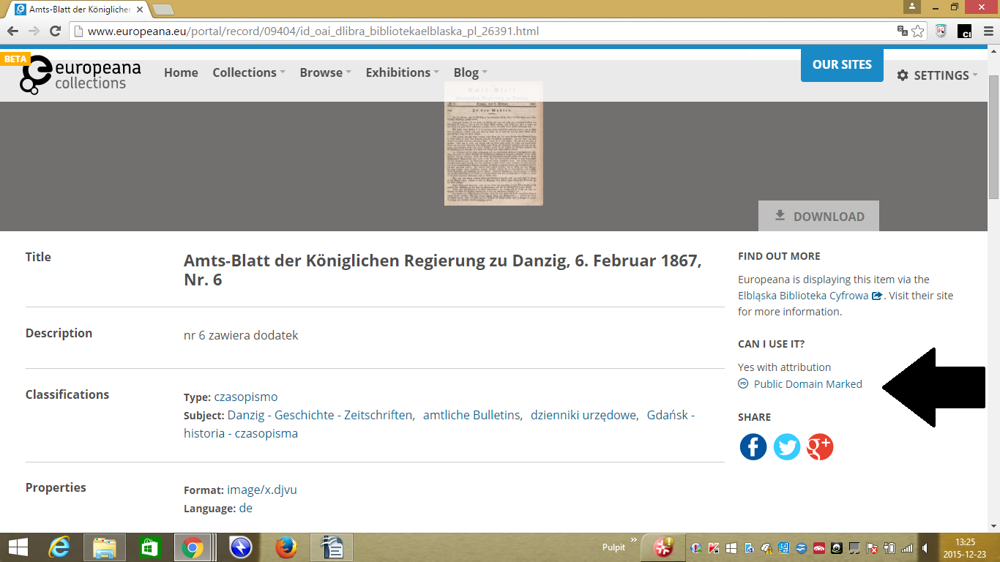 Amts-Blatt der Königlicher
www.europeana.eu/portal/record/09404/id_oai_dlibra_bibliotekaelblaska_pl_26391.html
BETA
europeana
collections
Home Collections Browse Exhibitions Blog
OUR SITES
SETTINGS
DOWNLOAD
Title
Amts-Blatt der Königlichen Regierung zu Danzig, 6. Februar 1867,
Nr. 6
Description
nr 6 zawiera dodatek
Classifications
Type: czasopismo
Subject: Danzig - Geschichte - Zeitschriften, amtliche Bulletins, dzienniki urzędowe, Gdańsk -
historia - czasopisma
Properties
Format: image/x.djvu
Language: de
FIND OUT MORE
Europeana is displaying this item via the
Elbląska Biblioteka Cyfrowa. Visit their site
for more information.
CAN I USE IT?
Yes with attribution
Public Domain Marked
SHARE
Pulpit
13:25
2015-12-23